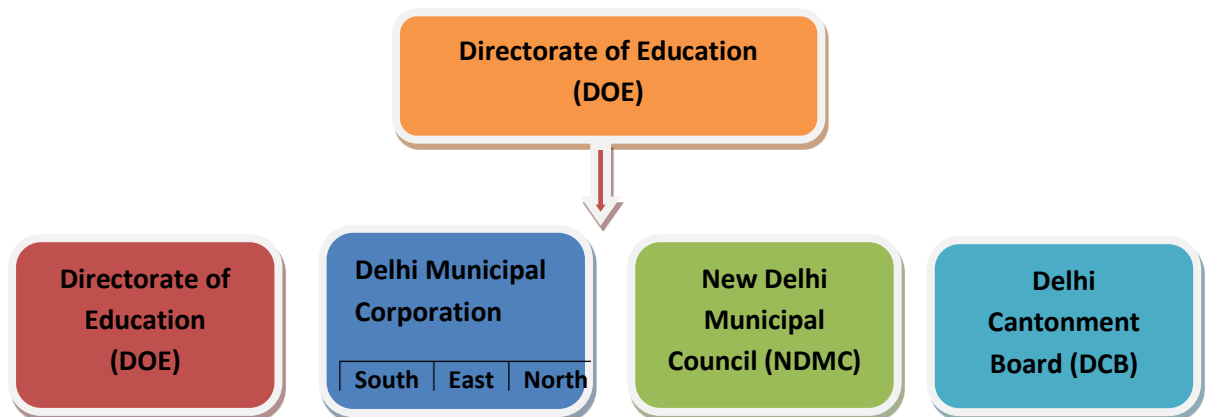 Directorate of Education
(DOE)
Directorate of
Education
(DOE)
Delhi Municipal
Corporation
South East North
New Delhi
Municipal
Council (NDMC)
Delhi
Cantonment
Board (DCB)